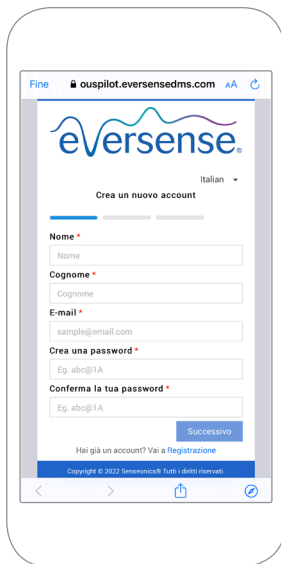 Fine ouspilot.eversensedms.com AA
eversense®
Italian
Crea un nuovo account
Nome *
Nome
Cognome *
Cognome
E-mail *
sample@email.com
Crea una password *
Eg. abc@1A
Conferma la tua password *
Eg. abc@1A
Successivo
Hai già un account? Vai a Registrazione
Copyright © 2022 Senseonics® Tutti i diritti riservati.